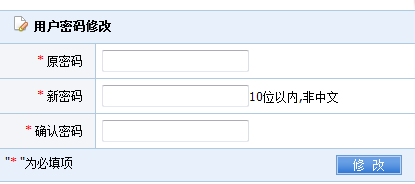 用户密码修改
* 原密码
* 新密码 10位以内,非中文
* 确认密码
"* "为必填项 修 改